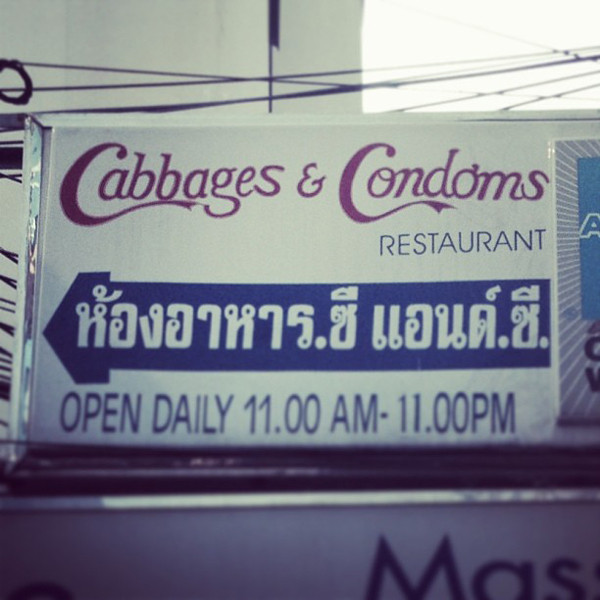 Cabbages & Condoms
RESTAURANT
ห้องอาหาร.ซี แอนด์.ซี.
OPEN DAILY 11.00 AM- 11.00PM